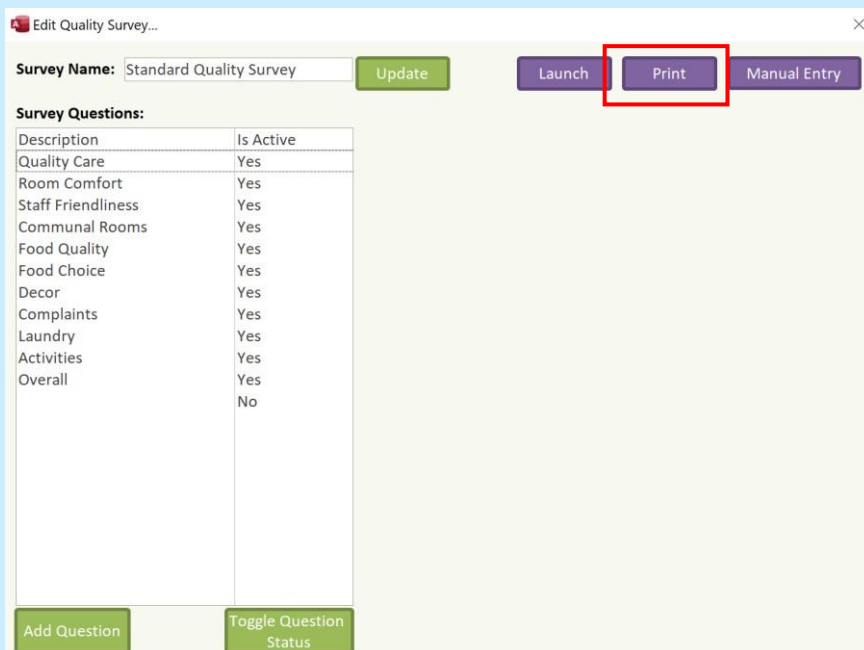 Edit Quality Survey...
Survey Name: Standard Quality Survey Update Launch Print Manual Entry
Survey Questions:
Description Is Active
Quality Care Yes
Room Comfort Yes
Staff Friendliness Yes
Communal Rooms Yes
Food Quality Yes
Food Choice Yes
Decor Yes
Complaints Yes
Laundry Yes
Activities Yes
Overall Yes
No
Add Question
Toggle Question
Status